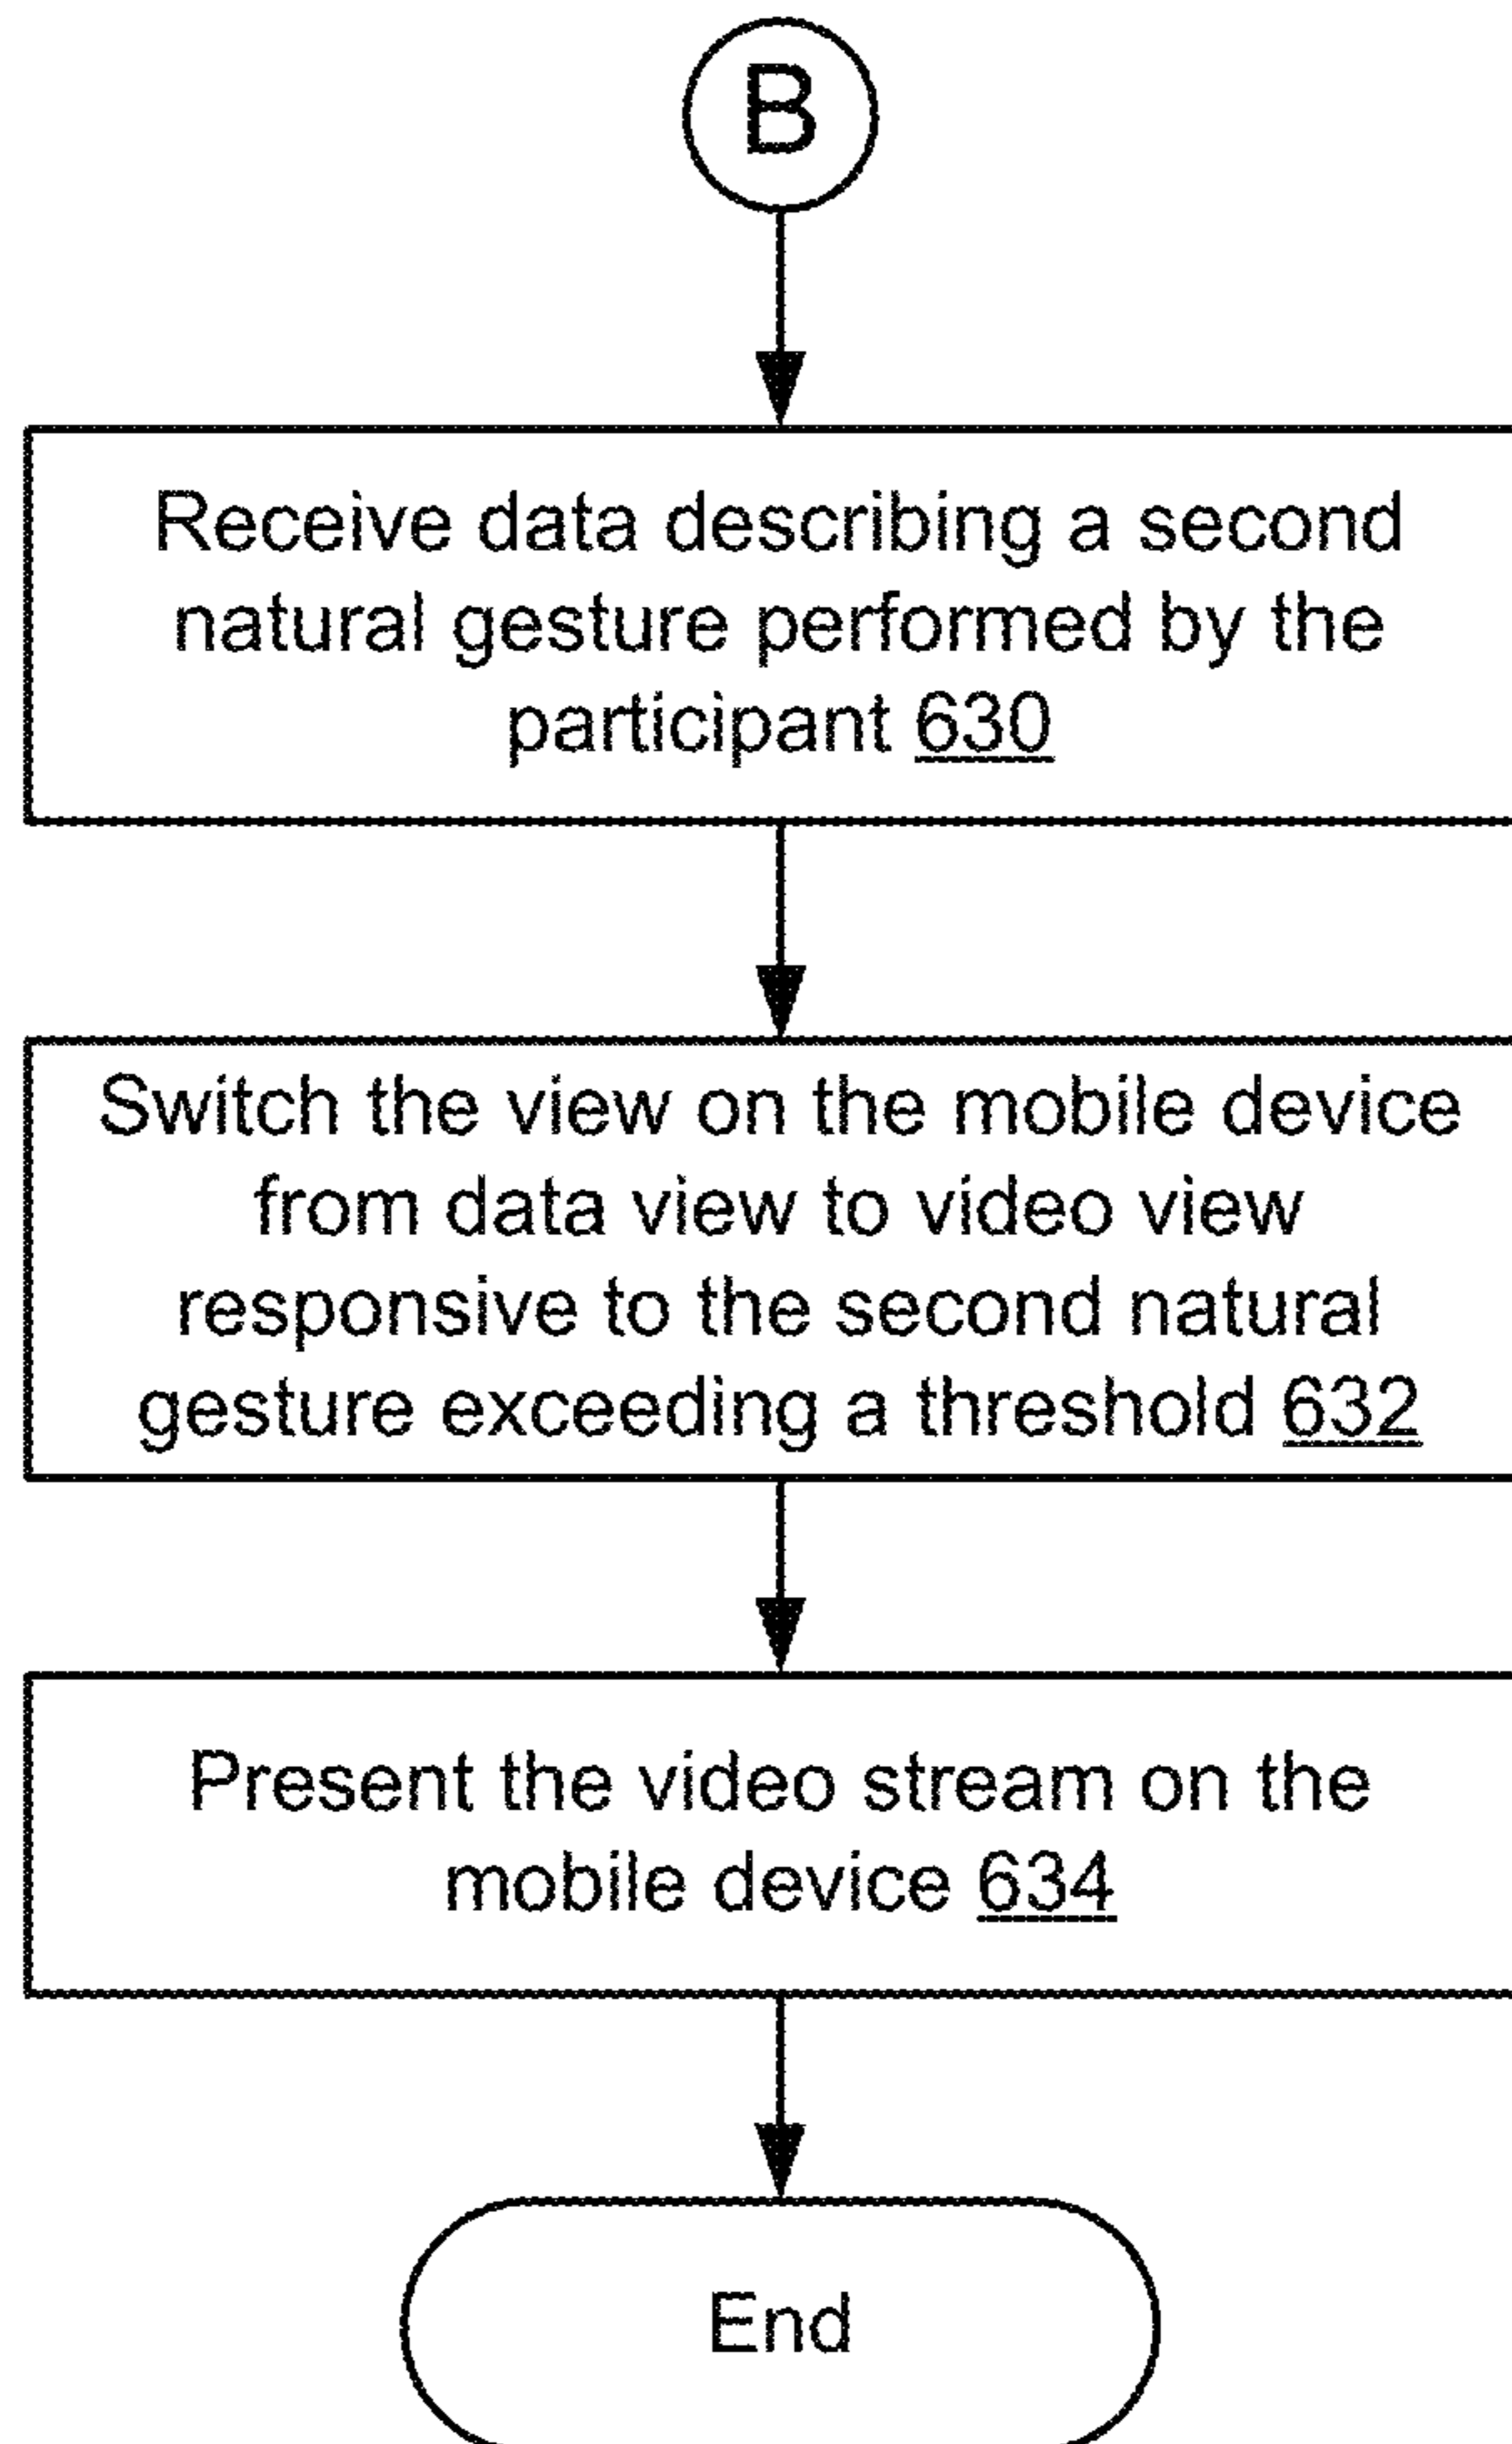 B
Receive data describing a second
natural gesture performed by the
participant 630
Switch the view on the mobile device
from data view to video view
responsive to the second natural
gesture exceeding a threshold 632
Present the video stream on the
mobile device 634
End